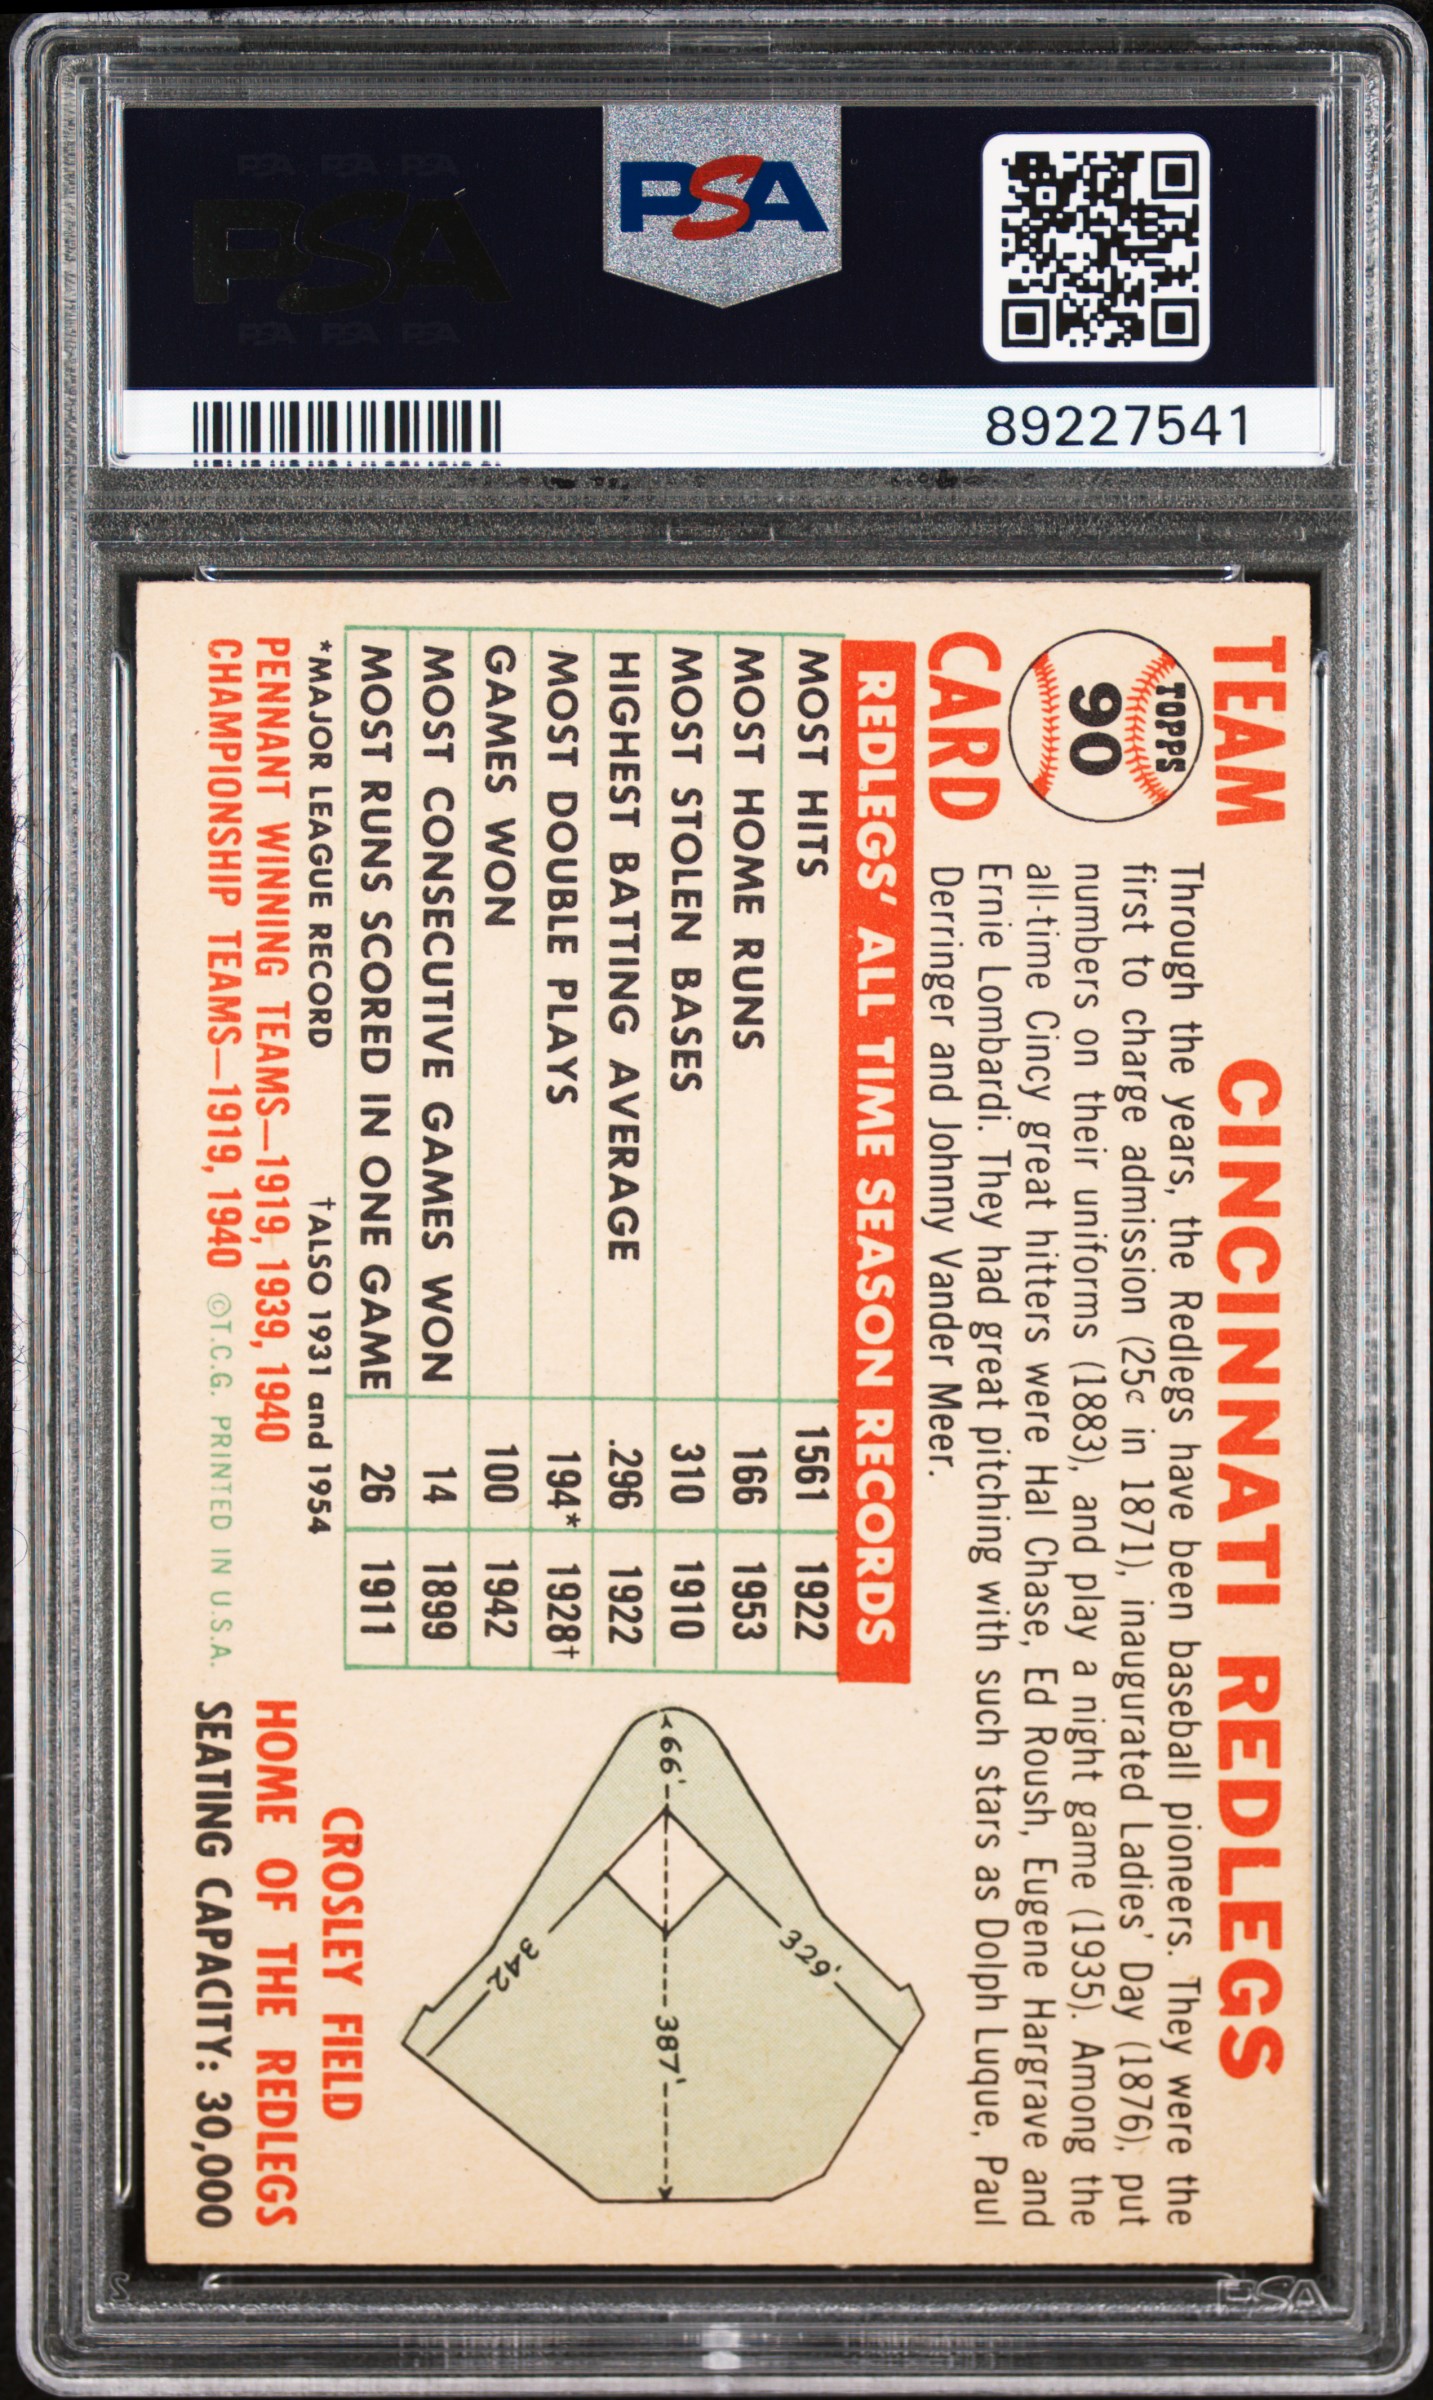 PSA PSA PSA
PSA
PSA PSA PSA
PSA
89227541
TEAM
TOPPS
90
CARD
CINCINNATI REDLEGS
Through the years, the Redlegs have been baseball pioneers. They were the
first to charge admission (25¢ in 1871), inaugurated Ladies' Day (1876), put
numbers on their uniforms (1883), and play a night game (1935). Among the
all-time Cincy great hitters were Hal Chase, Ed Roush, Eugene Hargrave and
Ernie Lombardi. They had great pitching with such stars as Dolph Luque, Paul
Derringer and Johnny Vander Meer.
REDLEGS' ALL TIME SEASON RECORDS
MOST HITS 1561 1922
MOST HOME RUNS 166 1953
MOST STOLEN BASES 310 1910
HIGHEST BATTING AVERAGE .296 1922
MOST DOUBLE PLAYS 194* 1928†
GAMES WON 100 1942
MOST CONSECUTIVE GAMES WON 14 1899
MOST RUNS SCORED IN ONE GAME 26 1911
*MAJOR LEAGUE RECORD †ALSO 1931 and 1954
PENNANT WINNING TEAMS—1919, 1939, 1940
CHAMPIONSHIP TEAMS—1919, 1940 ©T.C.G. PRINTED IN U.S.A.
329'
66'
387'
342
CROSLEY FIELD
HOME OF THE REDLEGS
SEATING CAPACITY: 30,000
PSA